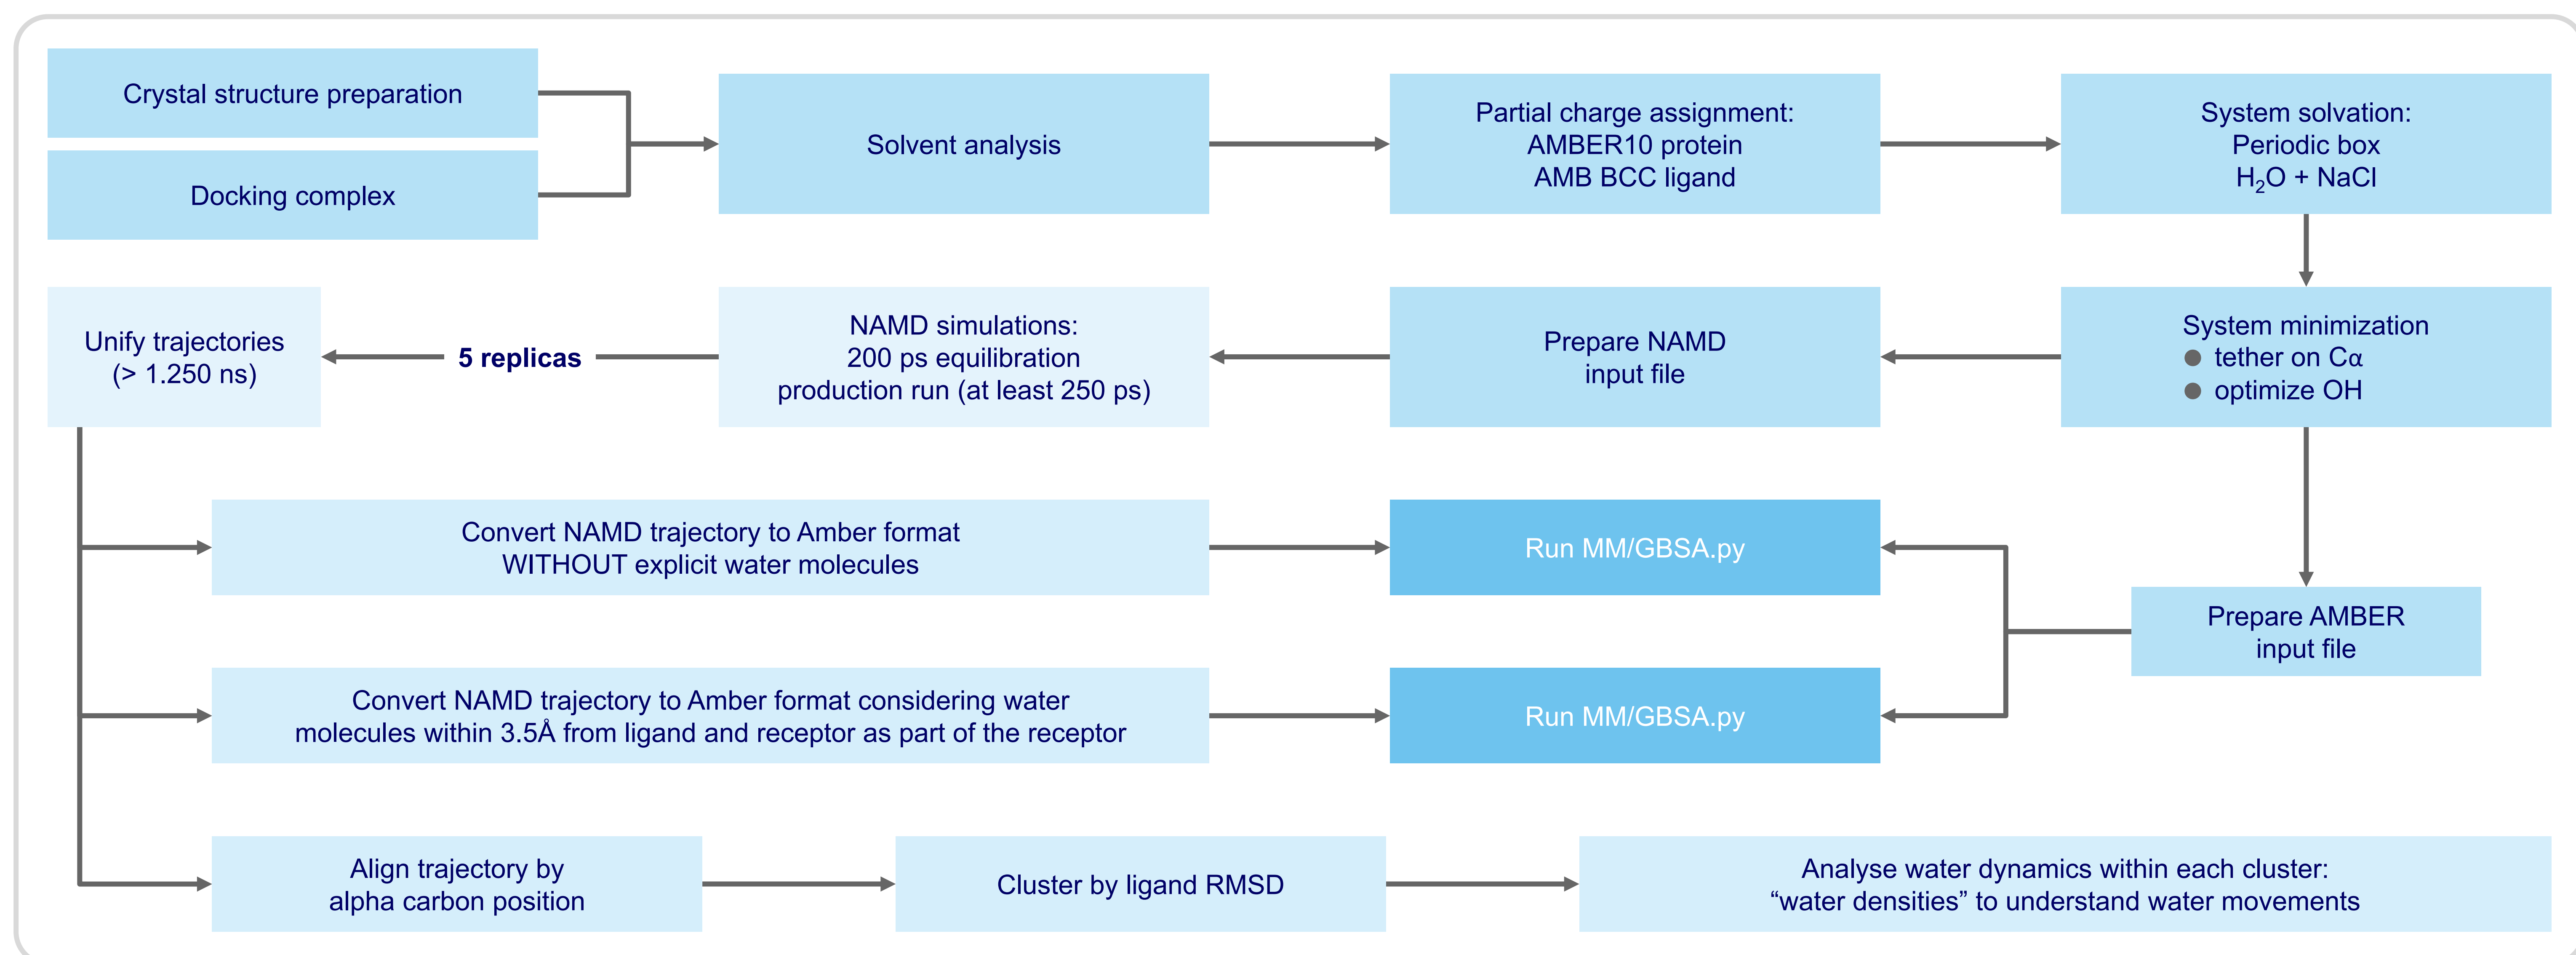 Crystal structure preparation
Docking complex
Solvent analysis
Partial charge assignment:
AMBER10 protein
AMB BCC ligand
System solvation:
Periodic box
H₂O + NaCl
Unify trajectories
(> 1.250 ns)
5 replicas
NAMD simulations:
200 ps equilibration
production run (at least 250 ps)
Prepare NAMD
input file
System minimization
● tether on Cα
● optimize OH
Convert NAMD trajectory to Amber format
WITHOUT explicit water molecules
Run MM/GBSA.py
Prepare AMBER
input file
Convert NAMD trajectory to Amber format considering water
molecules within 3.5Å from ligand and receptor as part of the receptor
Run MM/GBSA.py
Align trajectory by
alpha carbon position
Cluster by ligand RMSD
Analyse water dynamics within each cluster:
“water densities” to understand water movements